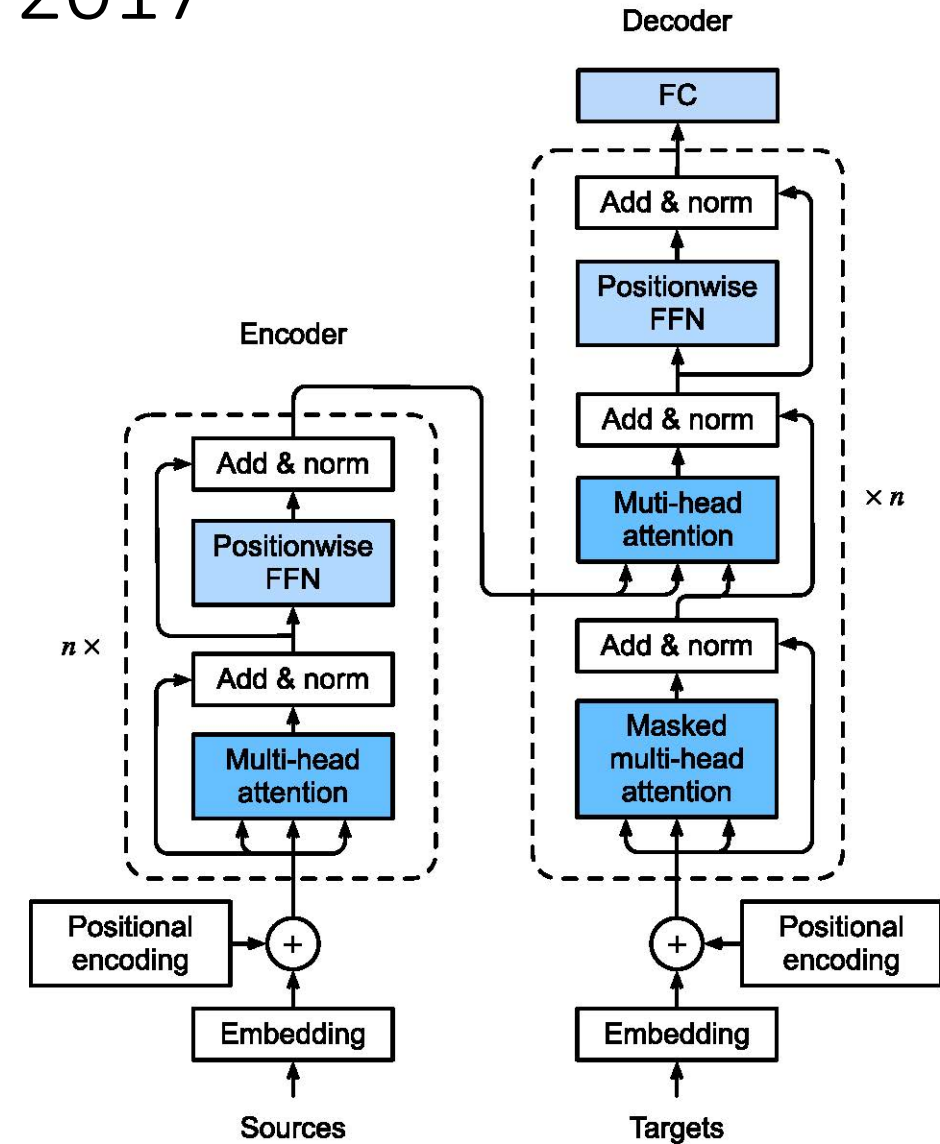 2017
Decoder
FC
Add & norm
Positionwise
FFN
Add & norm
Muti-head
attention
× n
Add & norm
Masked
multi-head
attention
Positional
encoding
+
Embedding
Targets
Encoder
Add & norm
Positionwise
FFN
n ×
Add & norm
Multi-head
attention
Positional
encoding
+
Embedding
Sources